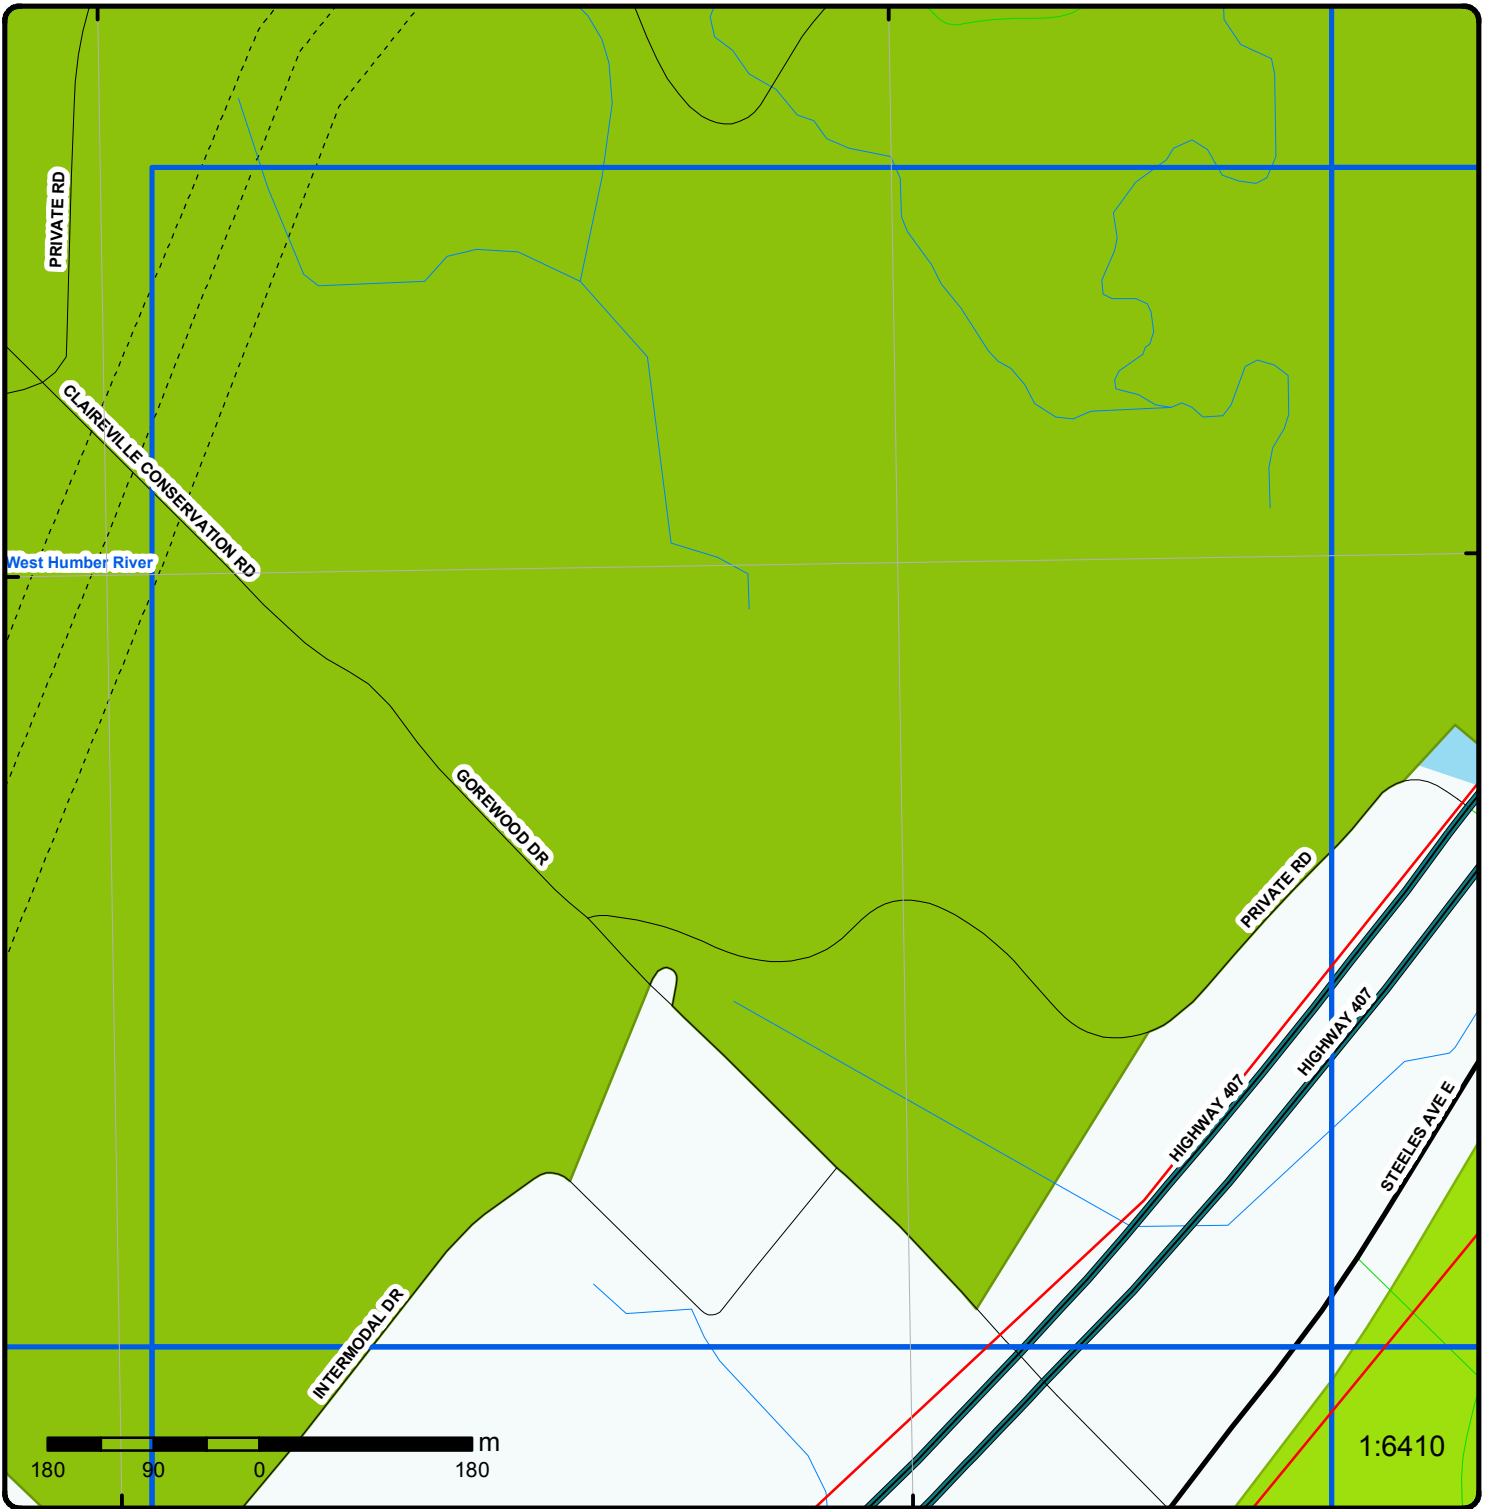 PRIVATE RD
CLAIREVILLE CONSERVATION RD
West Humber River
GOREWOOD DR
PRIVATE RD
HIGHWAY 407
HIGHWAY 407
STEELES AVE E
INTERMODAL DR
m
180 90 0 180
1:6410